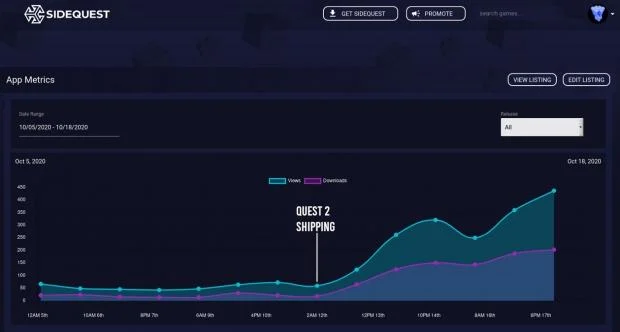 SIDEQUEST
GET SIDEQUEST
PROMOTE
search games...
App Metrics
VIEW LISTING
EDIT LISTING
Date Range
Release
10/05/2020 - 10/18/2020
All
Oct 5, 2020
Oct 18, 2020
Views
Downloads
450
400
350
300
250
200
150
100
50
0
QUEST 2
SHIPPING
12AM 5th
10AM 6th
8PM 7th
6AM 9th
4PM 10th
2AM 12th
12PM 13th
10PM 14th
8AM 16th
6PM 17th